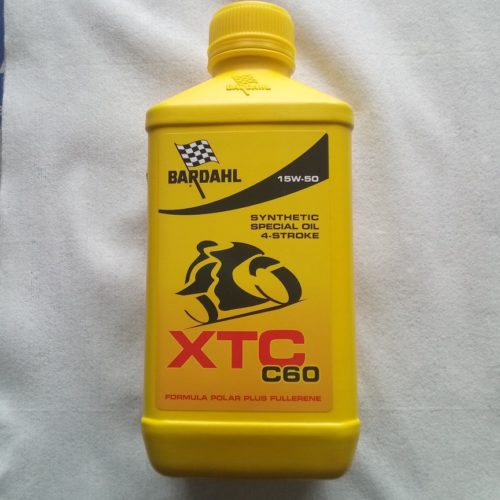 BARDAHL
BARDAHL
15W-50
SYNTHETIC
SPECIAL OIL
4-STROKE
XTC
C60
FORMULA POLAR PLUS FULLERENE